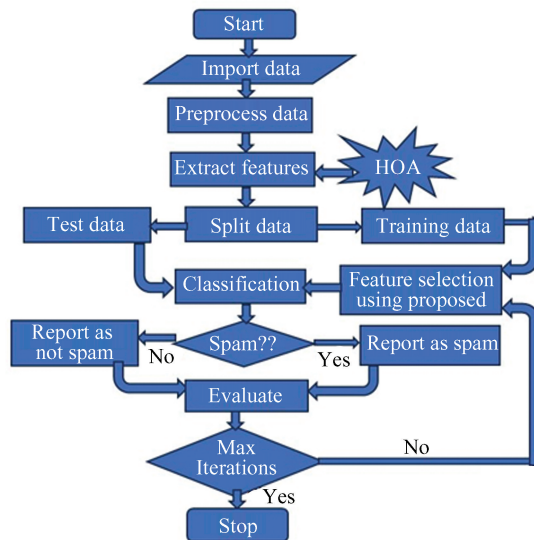 Start
Import data
Preprocess data
Extract features
HOA
Test data
Split data
Training data
Classification
Feature selection
using proposed
Report as
not spam
No
Spam??
Yes
Report as spam
Evaluate
Max
Iterations
No
Yes
Stop